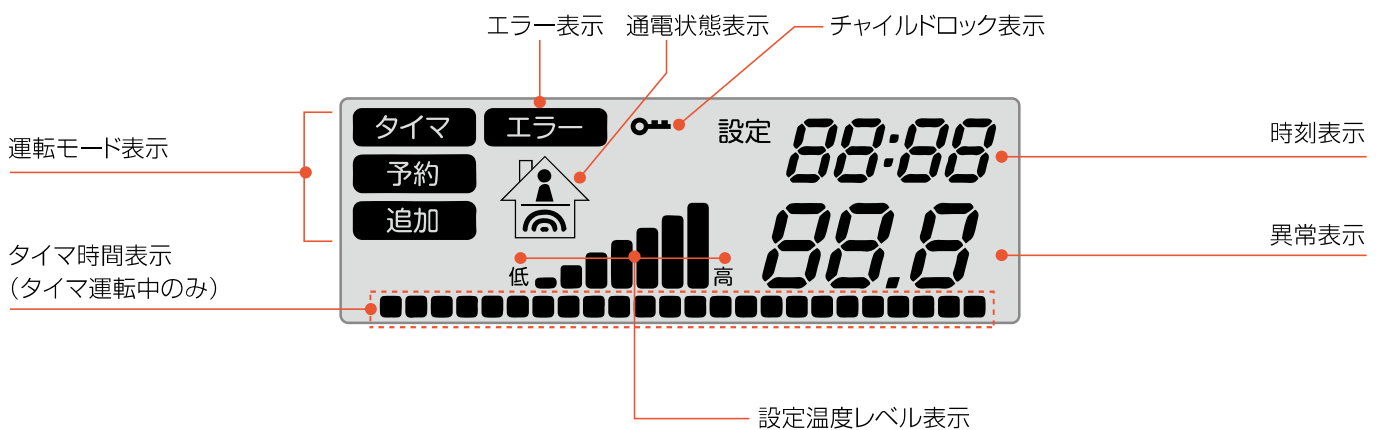 エラー表示
通電状態表示
チャイルドロック表示
タイマ
エラー
設定
88:88
時刻表示
運転モード表示
予約
追加
88.8
異常表示
タイマ時間表示
（タイマ運転中のみ）
低
高
設定温度レベル表示